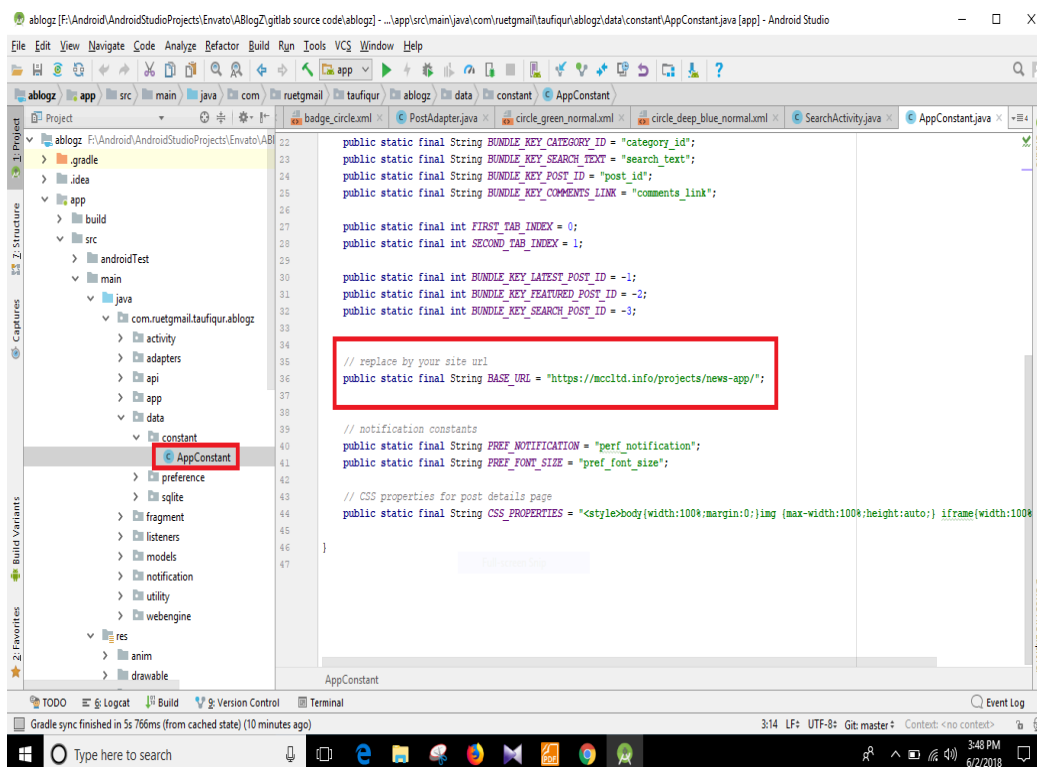 ablogz [F:\Android\AndroidStudioProjects\Envato\ABlogZ\gitlab source code\ablogz] - ...\app\src\main\java\com\ruetgmail\taufiqur\ablogz\data\constant\AppConstant.java [app] - Android Studio
File Edit View Navigate Code Analyze Refactor Build Run Tools VCS Window Help
app
ablogz app src main java com ruetgmail taufiqur ablogz data constant AppConstant
Project
badge_circle.xml PostAdapter.java circle_green_normal.xml circle_deep_blue_normal.xml SearchActivity.java AppConstant.java 4
1: Project
7: Structure
Captures
Build Variants
2: Favorites
ablogz F:\Android\AndroidStudioProjects\Envato\ABl
.gradle
.idea
app
build
src
androidTest
main
java
com.ruetgmail.taufiqur.ablogz
activity
adapters
api
app
data
constant
AppConstant
preference
sqlite
fragment
listeners
models
notification
utility
webengine
res
anim
drawable
22 public static final String BUNDLE_KEY_CATEGORY_ID = "category_id";
23 public static final String BUNDLE_KEY_SEARCH_TEXT = "search_text";
24 public static final String BUNDLE_KEY_POST_ID = "post_id";
25 public static final String BUNDLE_KEY_COMMENTS_LINK = "comments_link";
26
27 public static final int FIRST_TAB_INDEX = 0;
28 public static final int SECOND_TAB_INDEX = 1;
29
30 public static final int BUNDLE_KEY_LATEST_POST_ID = -1;
31 public static final int BUNDLE_KEY_FEATURED_POST_ID = -2;
32 public static final int BUNDLE_KEY_SEARCH_POST_ID = -3;
33
34
35 // replace by your site url
36 public static final String BASE_URL = "https://mccltd.info/projects/news-app/";
37
38
39 // notification constants
40 public static final String PREF_NOTIFICATION = "perf_notification";
41 public static final String PREF_FONT_SIZE = "pref_font_size";
42
43 // CSS properties for post details page
44 public static final String CSS_PROPERTIES = "<style>body{width:100%;margin:0;}img {max-width:100%;height:auto;} iframe{width:100%
45
46 }
47
AppConstant
TODO 6: Logcat Build 9: Version Control Terminal Event Log
Gradle sync finished in 5s 766ms (from cached state) (10 minutes ago) 3:14 LF UTF-8 Git: master Context: <no context>
Type here to search
3:48 PM
6/2/2018